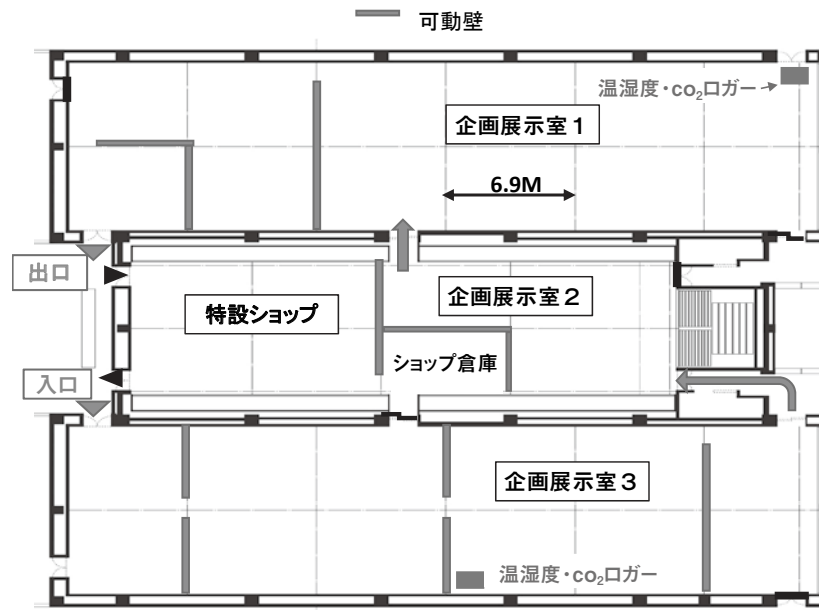 可動壁
温湿度・co₂ロガー
企画展示室1
6.9M
出口
企画展示室2
特設ショップ
ショップ倉庫
入口
企画展示室3
温湿度・co₂ロガー